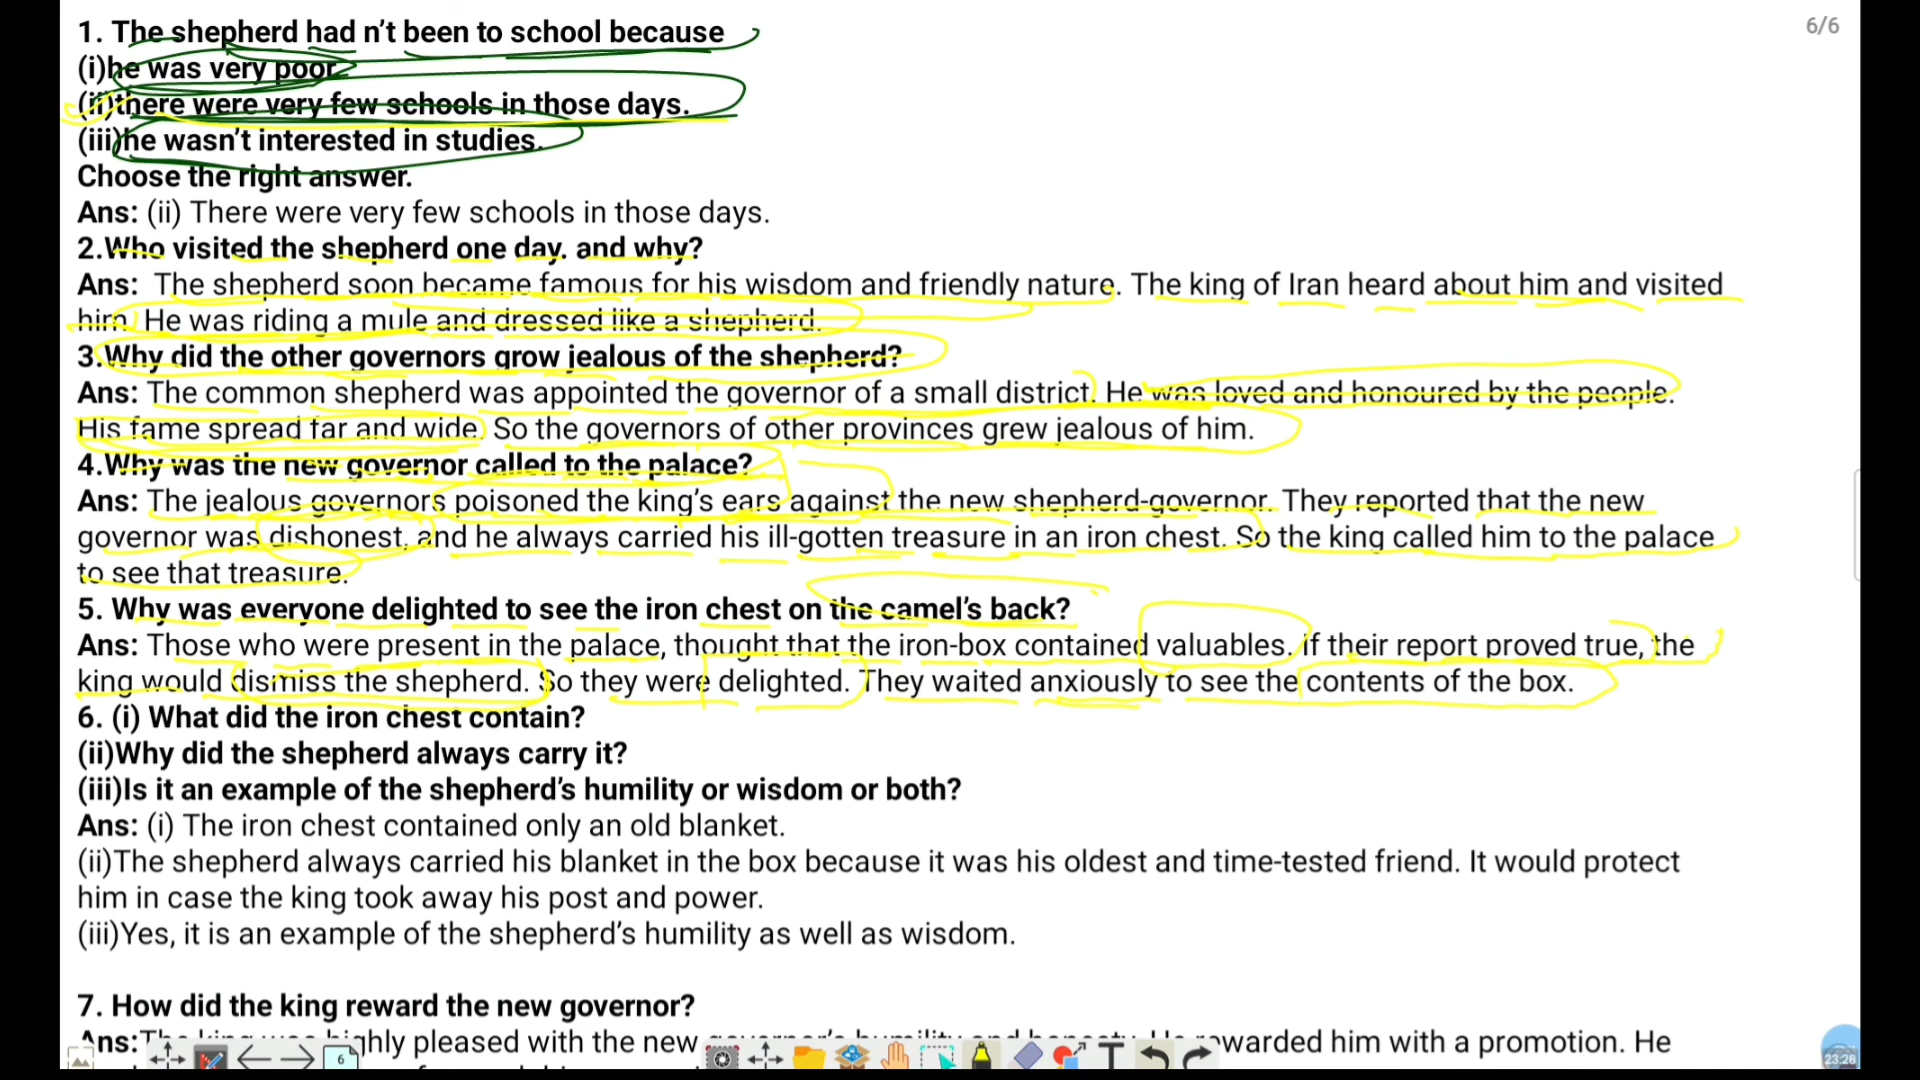 6/6
1. The shepherd had n't been to school because
(i)he was very poor
(ii)there were very few schools in those days.
(iii)he wasn't interested in studies.
Choose the right answer.
Ans: (ii) There were very few schools in those days.
2.Who visited the shepherd one day. and why?
Ans: The shepherd soon became famous for his wisdom and friendly nature. The king of Iran heard about him and visited
him. He was riding a mule and dressed like a shepherd.
3.Why did the other governors grow jealous of the shepherd?
Ans: The common shepherd was appointed the governor of a small district. He was loved and honoured by the people.
His fame spread far and wide. So the governors of other provinces grew jealous of him.
4.Why was the new governor called to the palace?
Ans: The jealous governors poisoned the king's ears against the new shepherd-governor. They reported that the new
governor was dishonest, and he always carried his ill-gotten treasure in an iron chest. So the king called him to the palace
to see that treasure.
5. Why was everyone delighted to see the iron chest on the camel's back?
Ans: Those who were present in the palace, thought that the iron-box contained valuables. If their report proved true, the
king would dismiss the shepherd. So they were delighted. They waited anxiously to see the contents of the box.
6. (i) What did the iron chest contain?
(ii)Why did the shepherd always carry it?
(iii)Is it an example of the shepherd's humility or wisdom or both?
Ans: (i) The iron chest contained only an old blanket.
(ii)The shepherd always carried his blanket in the box because it was his oldest and time-tested friend. It would protect
him in case the king took away his post and power.
(iii)Yes, it is an example of the shepherd's humility as well as wisdom.
7. How did the king reward the new governor?
Ans: pleased with the new him with a promotion. He
6
23:28